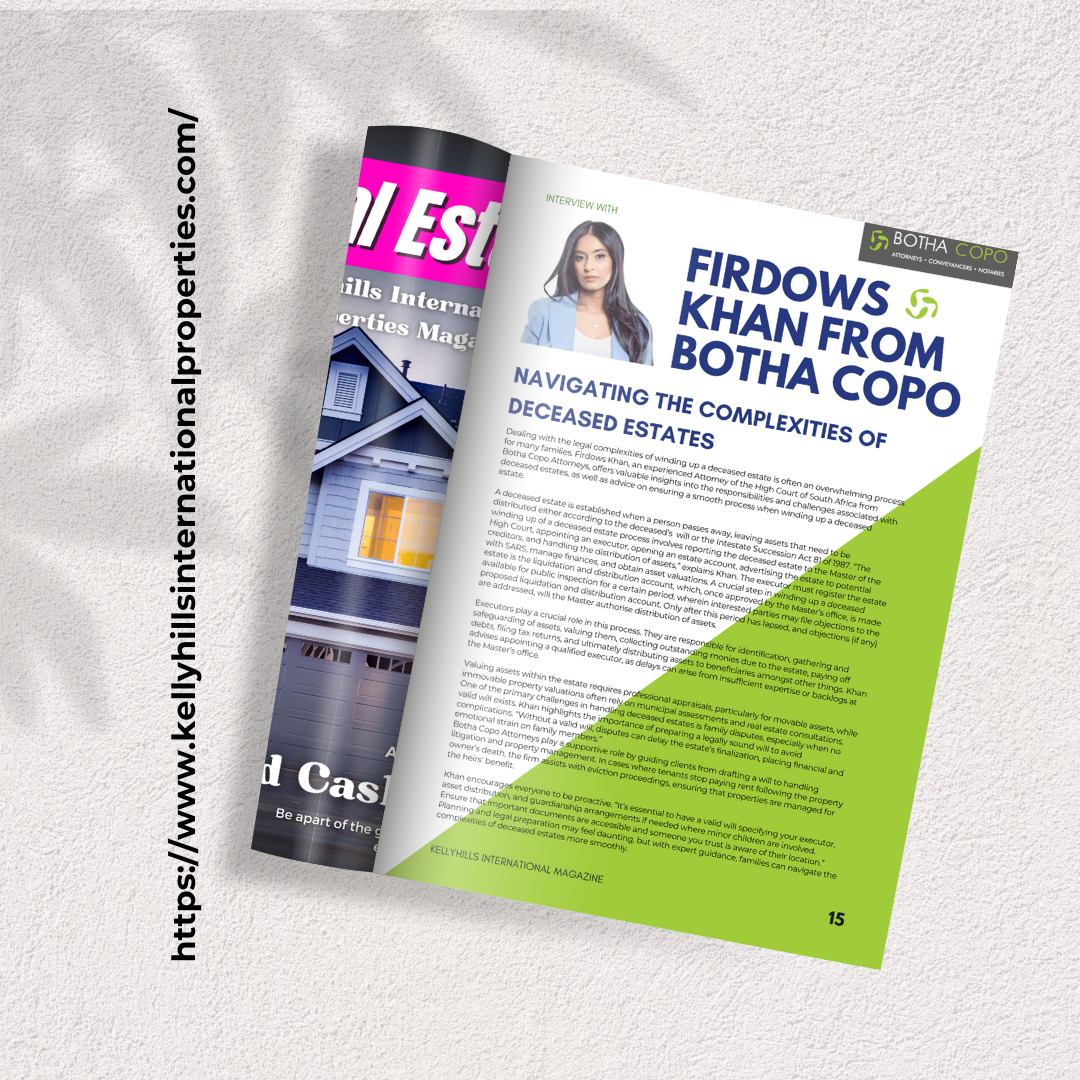 https://www.kellyhillsinternationalproperties.com/
al Est
hills Interna
perties Maga
A
d Cas
Be apart of the g
e
INTERVIEW WITH
BOTHA COPO
ATTORNEYS • CONVEYANCERS • NOTARIES
FIRDOWS
KHAN FROM
BOTHA COPO
NAVIGATING THE COMPLEXITIES OF
DECEASED ESTATES
Dealing with the legal complexities of winding up a deceased estate is often an overwhelming process
for many families. Firdows Khan, an experienced Attorney of the High Court of South Africa from
Botha Copo Attorneys, offers valuable insights into the responsibilities and challenges associated with
deceased estates, as well as advice on ensuring a smooth process when winding up a deceased
estate.
A deceased estate is established when a person passes away, leaving assets that need to be
distributed either according to the deceased's will or the Intestate Succession Act 81 of 1987. "The
winding up of a deceased estate process involves reporting the deceased estate to the Master of the
High Court, appointing an executor, opening an estate account, advertising the estate to potential
creditors, and handling the distribution of assets," explains Khan. The executor must register the estate
with SARS, manage finances, and obtain asset valuations. A crucial step in winding up a deceased
estate is the liquidation and distribution account, which, once approved by the Master's office, is made
available for public inspection for a certain period, wherein interested parties may file objections to the
proposed liquidation and distribution account. Only after this period has lapsed, and objections (if any)
are addressed, will the Master authorise distribution of assets.
Executors play a crucial role in this process. They are responsible for identification, gathering and
safeguarding of assets, valuing them, collecting outstanding monies due to the estate, paying off
debts, filing tax returns, and ultimately distributing assets to beneficiaries amongst other things. Khan
advises appointing a qualified executor, as delays can arise from insufficient expertise or backlogs at
the Master's office.
Valuing assets within the estate requires professional appraisals, particularly for movable assets, while
immovable property valuations often rely on municipal assessments and real estate consultations.
One of the primary challenges in handling deceased estates is family disputes, especially when no
valid will exists. Khan highlights the importance of preparing a legally sound will to avoid
complications. "Without a valid will, disputes can delay the estate's finalization, placing financial and
emotional strain on family members."
Botha Copo Attorneys play a supportive role by guiding clients from drafting a will to handling
litigation and property management. In cases where tenants stop paying rent following the property
owner's death, the firm assists with eviction proceedings, ensuring that properties are managed for
the heirs' benefit.
Khan encourages everyone to be proactive. "It's essential to have a valid will specifying your executor,
asset distribution, and guardianship arrangements if needed where minor children are involved.
Ensure that important documents are accessible and someone you trust is aware of their location."
Planning and legal preparation may feel daunting, but with expert guidance, families can navigate the
complexities of deceased estates more smoothly.
KELLYHILLS INTERNATIONAL MAGAZINE
15